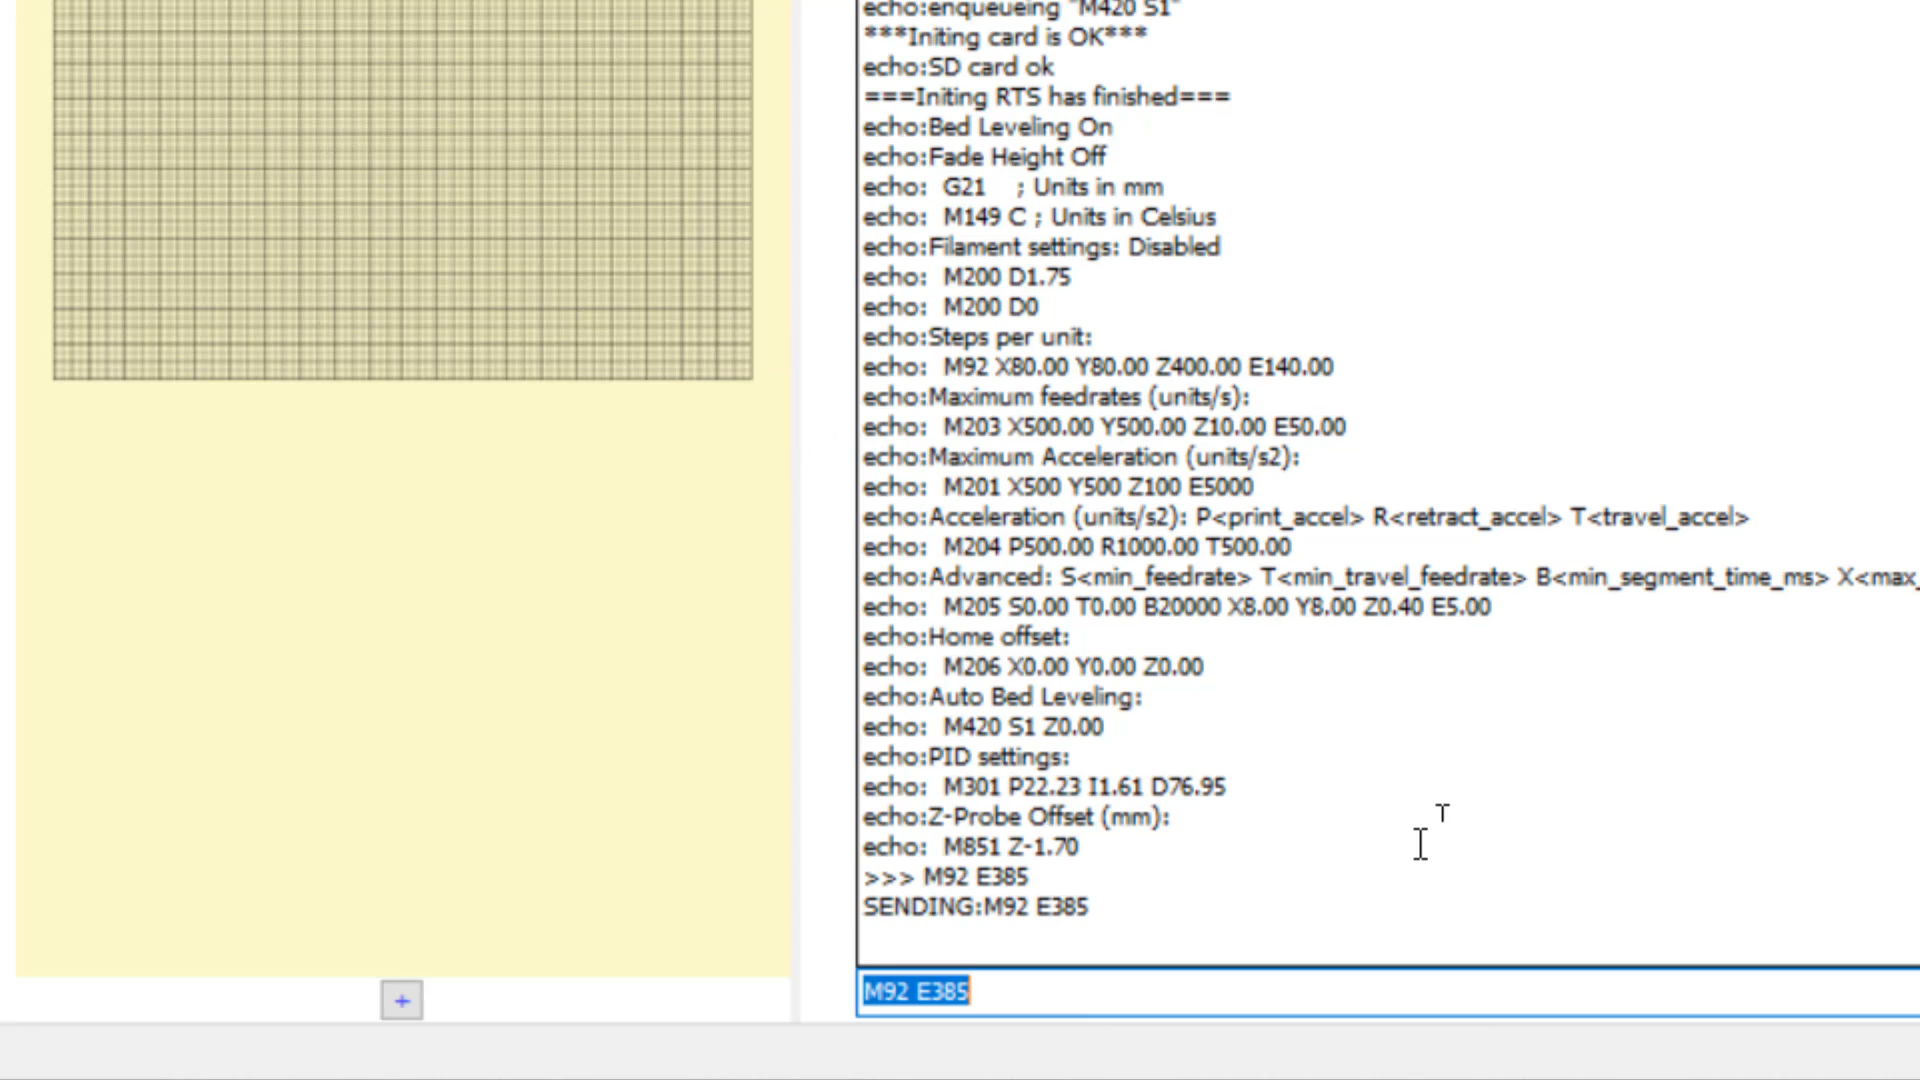 echo:enqueueing "M420 S1"
***Initing card is OK***
echo:SD card ok
===Initing RTS has finished===
echo:Bed Leveling On
echo:Fade Height Off
echo:  G21    ; Units in mm
echo:  M149 C ; Units in Celsius
echo:Filament settings: Disabled
echo:  M200 D1.75
echo:  M200 D0
echo:Steps per unit:
echo:  M92 X80.00 Y80.00 Z400.00 E140.00
echo:Maximum feedrates (units/s):
echo:  M203 X500.00 Y500.00 Z10.00 E50.00
echo:Maximum Acceleration (units/s2):
echo:  M201 X500 Y500 Z100 E5000
echo:Acceleration (units/s2): P<print_accel> R<retract_accel> T<travel_accel>
echo:  M204 P500.00 R1000.00 T500.00
echo:Advanced: S<min_feedrate> T<min_travel_feedrate> B<min_segment_time_ms> X<max_
echo:  M205 S0.00 T0.00 B20000 X8.00 Y8.00 Z0.40 E5.00
echo:Home offset:
echo:  M206 X0.00 Y0.00 Z0.00
echo:Auto Bed Leveling:
echo:  M420 S1 Z0.00
echo:PID settings:
echo:  M301 P22.23 I1.61 D76.95
echo:Z-Probe Offset (mm):
echo:  M851 Z-1.70
>>> M92 E385
SENDING:M92 E385
M92 E385
+